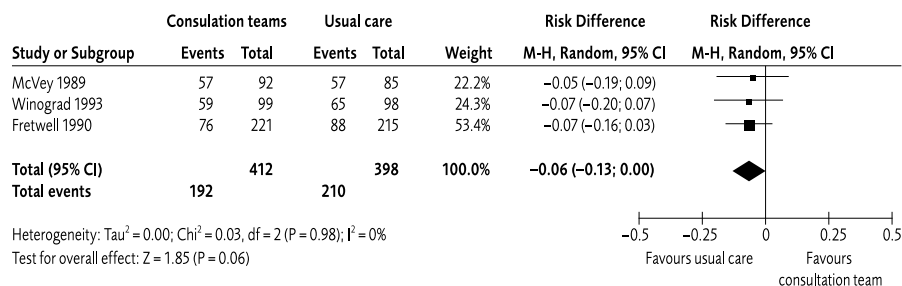 Consulation teams Usual care Risk Difference Risk Difference
Study or Subgroup Events Total Events Total Weight M-H, Random, 95% CI M-H, Random, 95% CI
McVey 1989 57 92 57 85 22.2% −0.05 (−0.19; 0.09)
Winograd 1993 59 99 65 98 24.3% −0.07 (−0.20; 0.07)
Fretwell 1990 76 221 88 215 53.4% −0.07 (−0.16; 0.03)
Total (95% CI) 412 398 100.0% −0.06 (−0.13; 0.00)
Total events 192 210
Heterogeneity: Tau² = 0.00; Chi² = 0.03, df = 2 (P = 0.98); I² = 0%
Test for overall effect: Z = 1.85 (P = 0.06)
−0.5 −0.25 0 0.25 0.5
Favours usual care Favours
consultation team